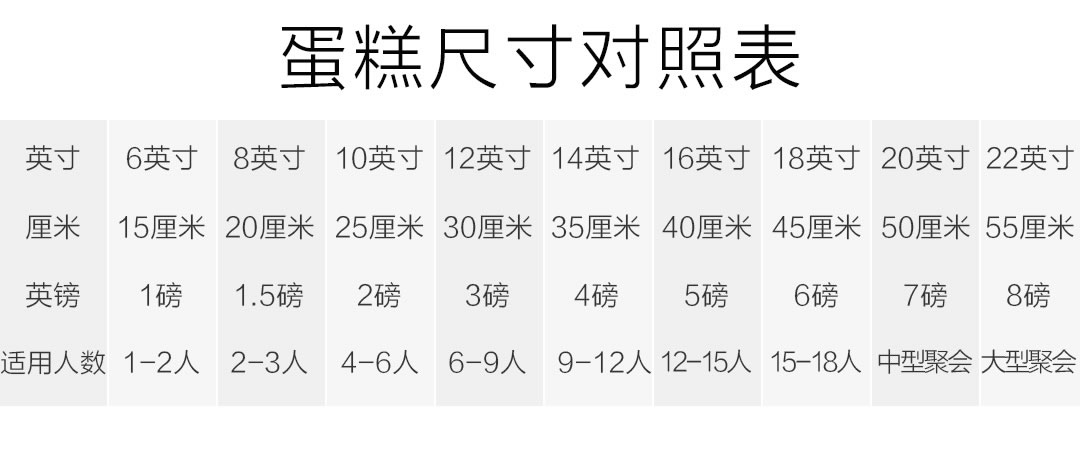 蛋糕尺寸对照表
英寸 6英寸 8英寸 10英寸 12英寸 14英寸 16英寸 18英寸 20英寸 22英寸
厘米 15厘米 20厘米 25厘米 30厘米 35厘米 40厘米 45厘米 50厘米 55厘米
英镑 1磅 1.5磅 2磅 3磅 4磅 5磅 6磅 7磅 8磅
适用人数 1-2人 2-3人 4-6人 6-9人 9-12人 12-15人 15-18人 中型聚会 大型聚会